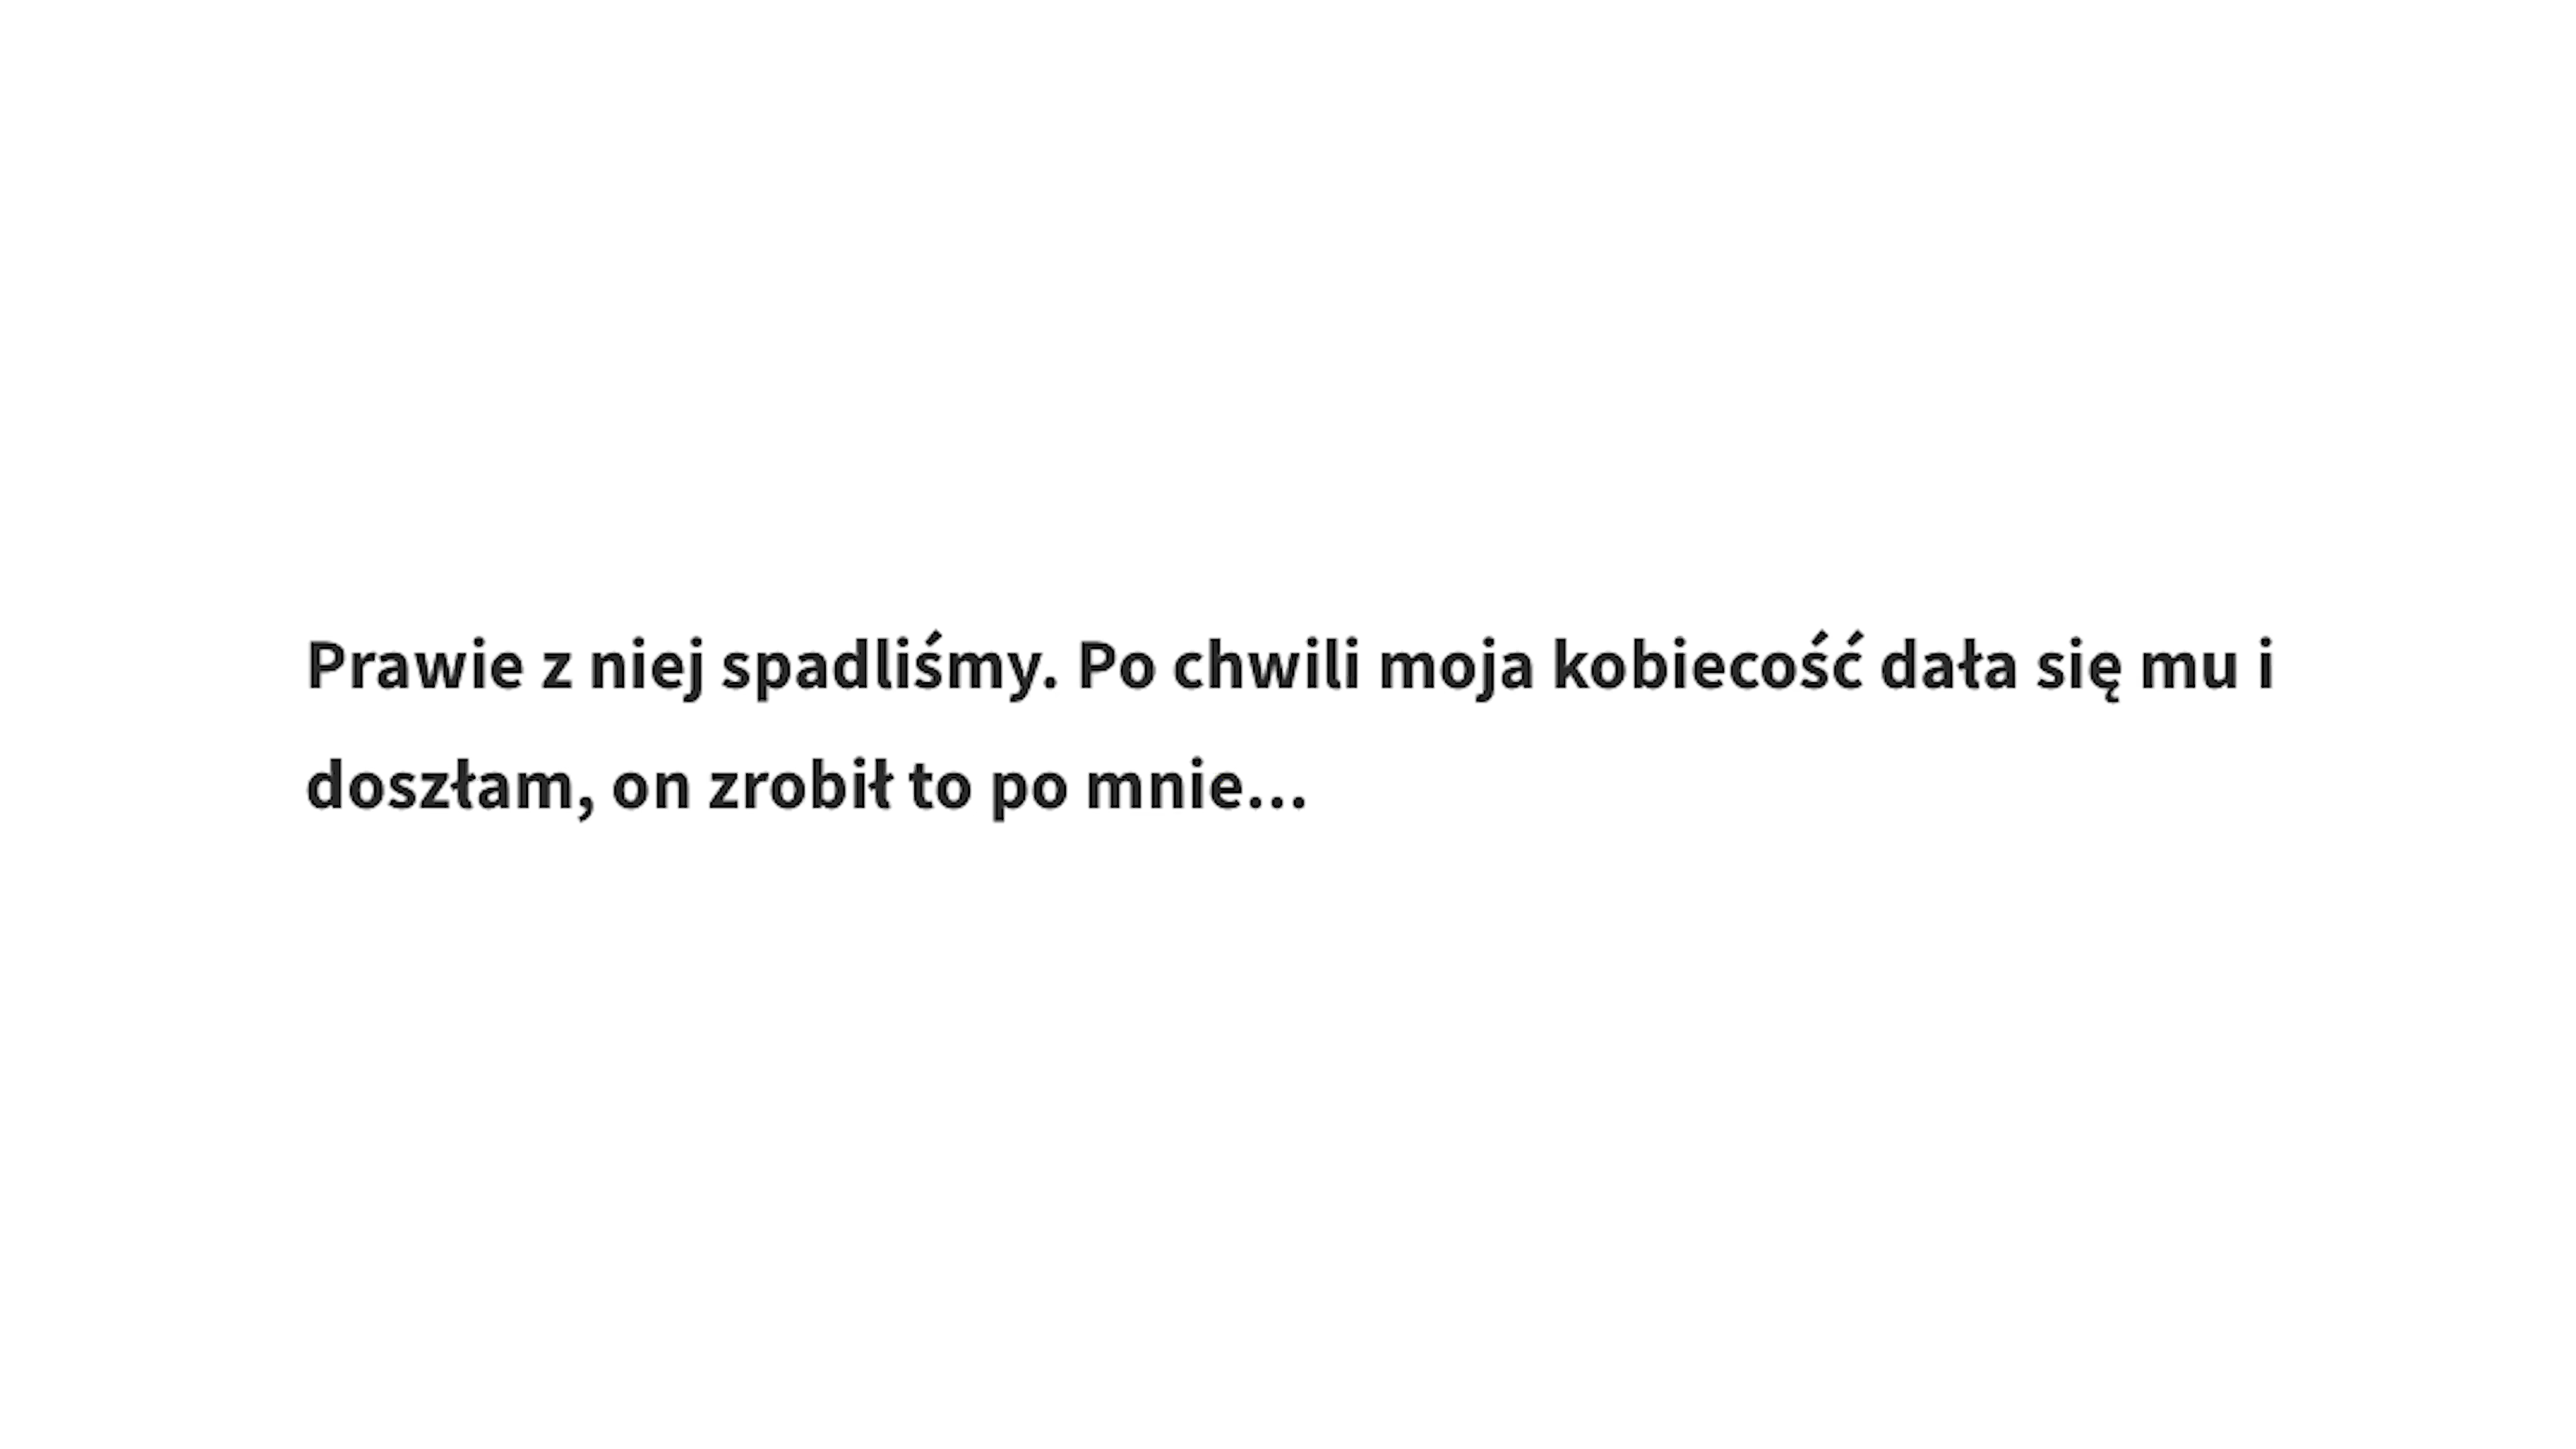 Prawie z niej spadliśmy. Po chwili moja kobiecość dała się mu i
doszłam, on zrobił to po mnie...